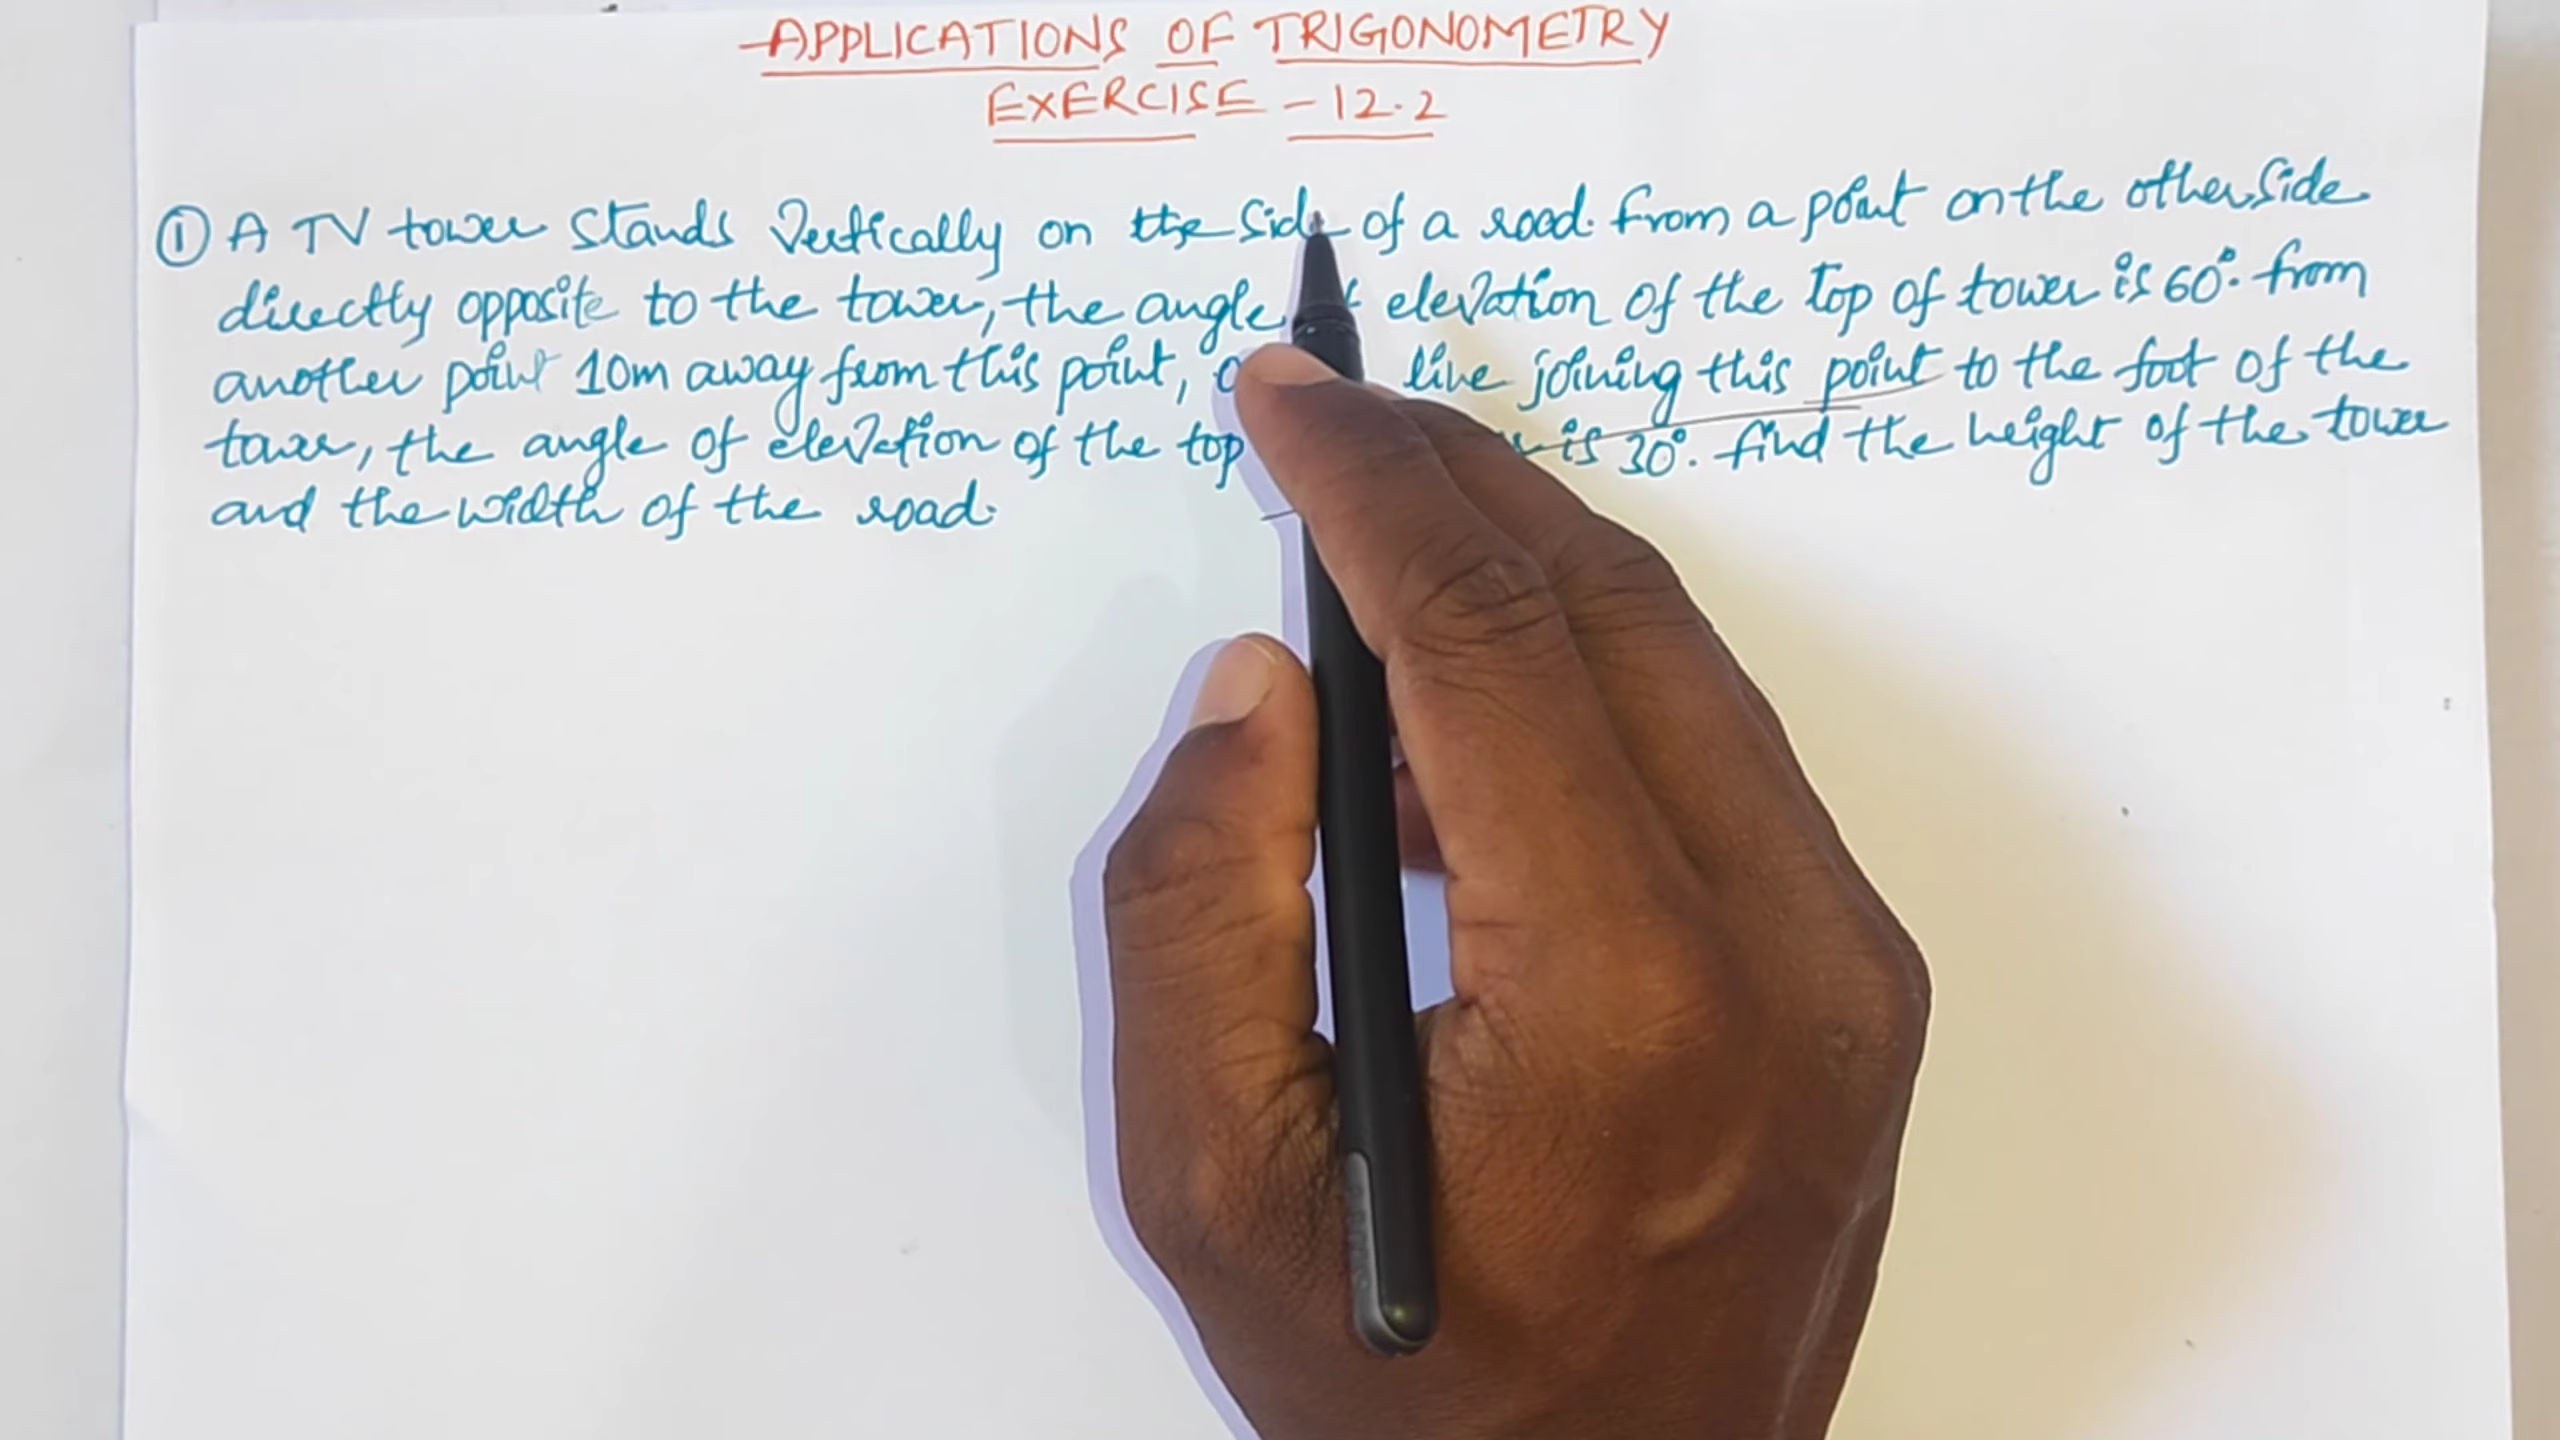 APPLICATIONS OF TRIGONOMETRY
EXERCISE - 12.2
① A TV tower stands vertically on the side of a road. from a point on the other side
directly opposite to the tower, the angle elevation of the top of tower is 60°. from
another point 10m away from this point, line joining this point to the foot of the
tower, the angle of elevation of the top is 30°. find the height of the tower
and the width of the road.